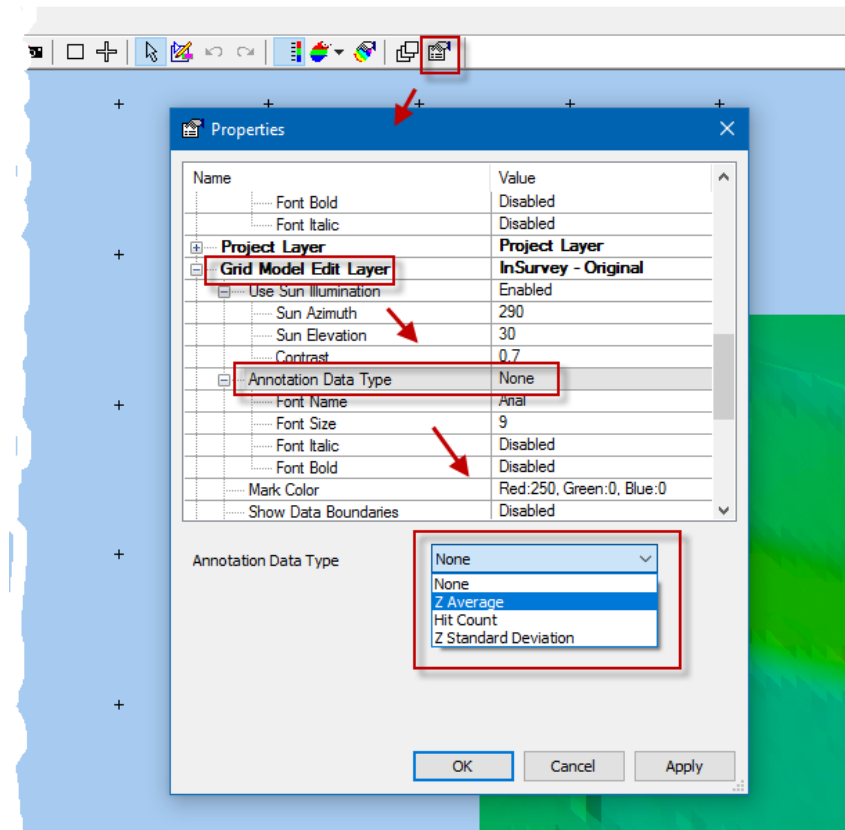 Properties
Name Value
Font Bold Disabled
Font Italic Disabled
Project Layer Project Layer
Grid Model Edit Layer InSurvey - Original
Use Sun Illumination Enabled
Sun Azimuth 290
Sun Elevation 30
Contrast 0.7
Annotation Data Type None
Font Name Arial
Font Size 9
Font Italic Disabled
Font Bold Disabled
Mark Color Red:250, Green:0, Blue:0
Show Data Boundaries Disabled
Annotation Data Type None
None
Z Average
Hit Count
Z Standard Deviation
OK Cancel Apply